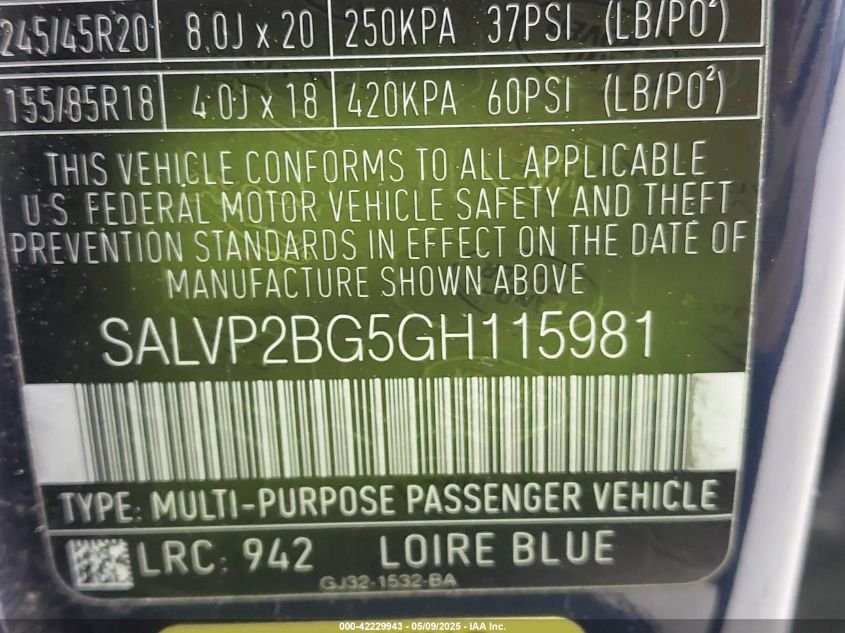 245/45R20 8.0J x 20 250KPA 37PSI (LB/PO²)
155/85R18 4.0J x 18 420KPA 60PSI (LB/PO²)
THIS VEHICLE CONFORMS TO ALL APPLICABLE
U.S. FEDERAL MOTOR VEHICLE SAFETY AND THEFT
PREVENTION STANDARDS IN EFFECT ON THE DATE OF
MANUFACTURE SHOWN ABOVE
SALVP2BG5GH115981
TYPE: MULTI-PURPOSE PASSENGER VEHICLE
LRC: 942 LOIRE BLUE
GJ32-1532-BA
000-42229943 - 05/09/2025 - IAA Inc.